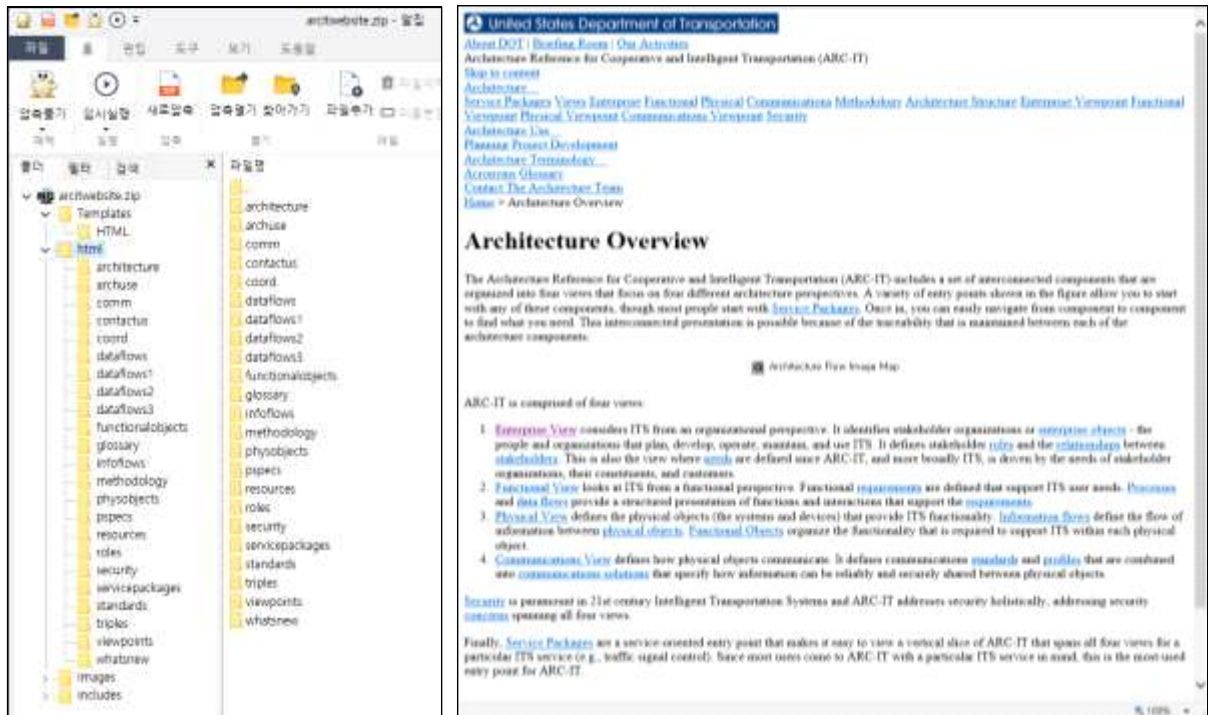 arcitwebsite.zip - 알집
파일 홈 편집 도구 보기 도움말
압축풀기 임시실행 새로압축 압축열기 찾아가기 파일추가
폴더 필터 검색
arcitwebsite.zip
Templates
HTML
html
architecture
archuse
comm
contactus
coord
dataflows
dataflows1
dataflows2
dataflows3
functionalobjects
glossary
infoflows
methodology
physobjects
pspecs
resources
roles
security
servicepackages
standards
triples
viewpoints
whatsnew
images
includes
파일명
..
architecture
archuse
comm
contactus
coord
dataflows
dataflows1
dataflows2
dataflows3
functionalobjects
glossary
infoflows
methodology
physobjects
pspecs
resources
roles
security
servicepackages
standards
triples
viewpoints
whatsnew
United States Department of Transportation
About DOT | Briefing Room | Our Activities
Architecture Reference for Cooperative and Intelligent Transportation (ARC-IT)
Skip to content
Architecture
Service Packages Views Enterprise Functional Physical Communications Methodology Architecture Structure Enterprise Viewpoint Functional
Viewpoint Physical Viewpoint Communications Viewpoint Security
Architecture Use
Planning Project Development
Architecture Terminology
Acronyms Glossary
Contact The Architecture Team
Home > Architecture Overview
Architecture Overview
The Architecture Reference for Cooperative and Intelligent Transportation (ARC-IT) includes a set of interconnected components that are
organized into four views that focus on four different architecture perspectives. A variety of entry points shown in the figure allow you to start
with any of these components, though most people start with Service Packages. Once in, you can easily navigate from component to component
to find what you need. This interconnected presentation is possible because of the traceability that is maintained between each of the
architecture components.
Architecture Flow Image Map
ARC-IT is comprised of four views:
1. Enterprise View considers ITS from an organizational perspective. It identifies stakeholder organizations or enterprise objects - the
people and organizations that plan, develop, operate, maintain, and use ITS. It defines stakeholder roles and the relationships between
stakeholders. This is also the view where needs are defined since ARC-IT, and more broadly ITS, is driven by the needs of stakeholder
organizations, their constituents, and customers.
2. Functional View looks at ITS from a functional perspective. Functional requirements are defined that support ITS user needs. Processes
and data flows provide a structured presentation of functions and interactions that support the requirements.
3. Physical View defines the physical objects (the systems and devices) that provide ITS functionality. Information flows define the flow of
information between physical objects. Functional Objects organize the functionality that is required to support ITS within each physical
object.
4. Communications View defines how physical objects communicate. It defines communications standards and profiles that are combined
into communications solutions that specify how information can be reliably and securely shared between physical objects.
Security is paramount in 21st century Intelligent Transportation Systems and ARC-IT addresses security holistically, addressing security
concerns spanning all four views.
Finally, Service Packages are a service-oriented entry point that makes it easy to view a vertical slice of ARC-IT that spans all four views for a
particular ITS service (e.g., traffic signal control). Since most users come to ARC-IT with a particular ITS service in mind, this is the most used
entry point for ARC-IT.
100%